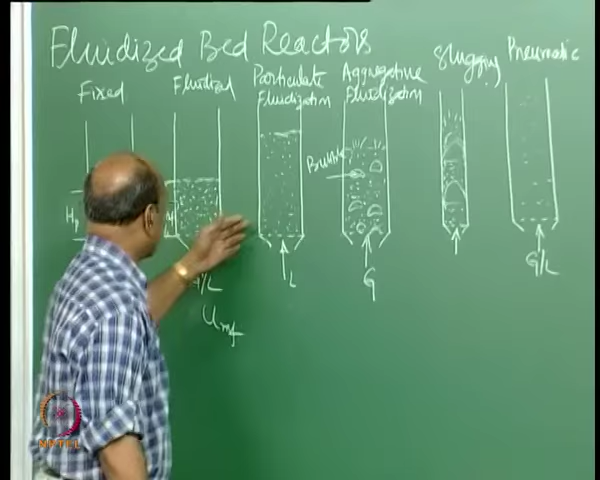 Fluidized Bed Reactors
Fixed
Fluidized
Particulate
Fluidization
Aggregative
Fluidization
Slugging
Pneumatic
Bubble
G/L
Umf
L
G
G/L
NPTEL